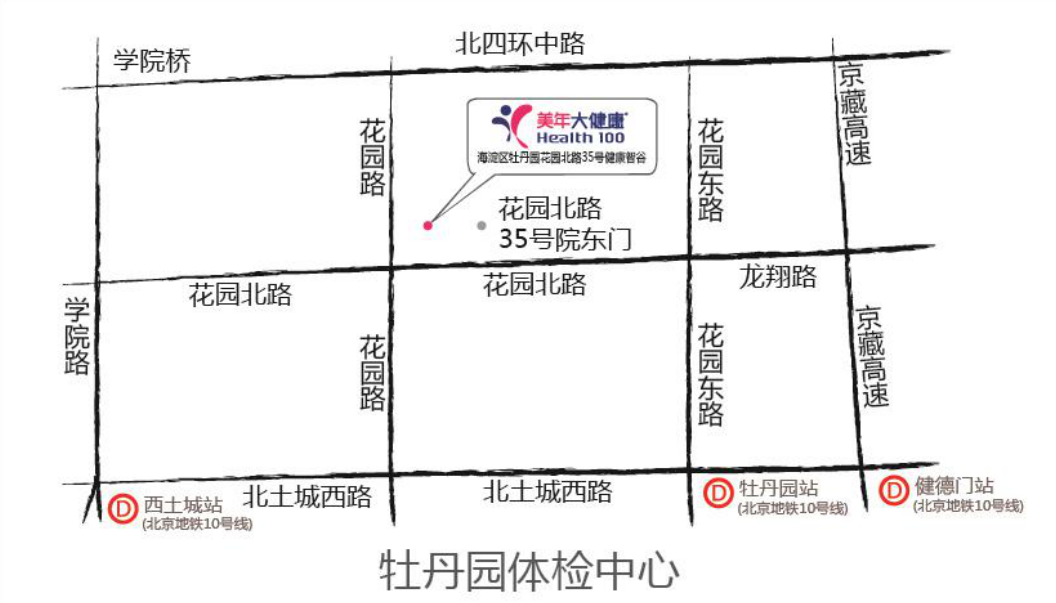 北四环中路
学院桥
京藏高速
美年大健康
Health 100
海淀区牡丹园花园北路35号健康智谷
花园路
花园东路
花园北路
35号院东门
花园北路
花园北路
龙翔路
学院路
花园路
花园东路
京藏高速
D 西土城站
(北京地铁10号线)
北土城西路
北土城西路
D 牡丹园站
(北京地铁10号线)
D 健德门站
(北京地铁10号线)
牡丹园体检中心